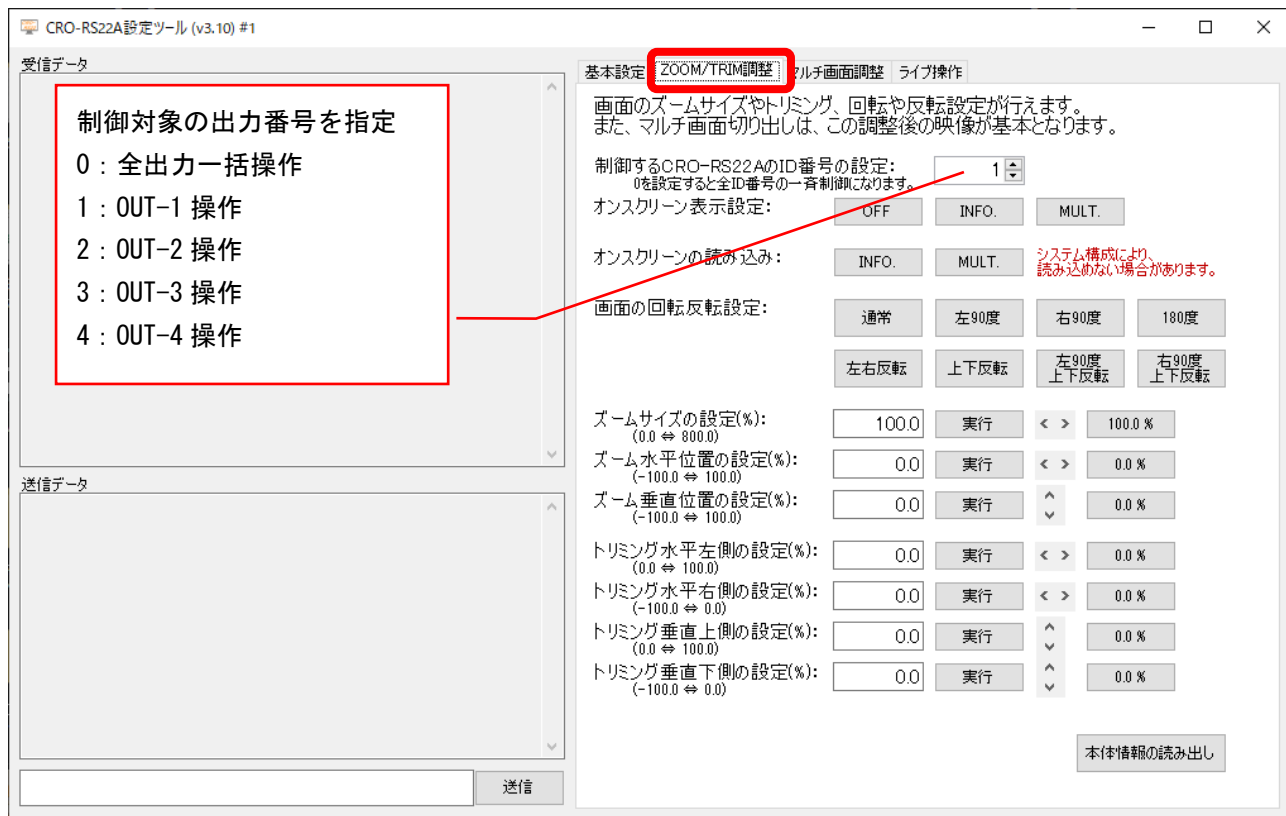 CRO-RS22A設定ツール (v3.10) #1
受信データ
制御対象の出力番号を指定
0：全出力一括操作
1：OUT-1 操作
2：OUT-2 操作
3：OUT-3 操作
4：OUT-4 操作
送信データ
送信
基本設定 ZOOM/TRIM調整 マルチ画面調整 ライブ操作
画面のズームサイズやトリミング、回転や反転設定が行えます。
また、マルチ画面切り出しは、この調整後の映像が基本となります。
制御するCRO-RS22AのID番号の設定: 1
0を設定すると全ID番号の一斉制御になります。
オンスクリーン表示設定: OFF INFO. MULT.
オンスクリーンの読み込み: INFO. MULT. システム構成により、
読み込めない場合があります。
画面の回転反転設定: 通常 左90度 右90度 180度
左右反転 上下反転 左90度 右90度
上下反転 上下反転
ズームサイズの設定(%): 100.0 実行 < > 100.0 %
(0.0 ⇔ 800.0)
ズーム水平位置の設定(%): 0.0 実行 < > 0.0 %
(-100.0 ⇔ 100.0)
ズーム垂直位置の設定(%): 0.0 実行 0.0 %
(-100.0 ⇔ 100.0)
トリミング水平左側の設定(%): 0.0 実行 < > 0.0 %
(0.0 ⇔ 100.0)
トリミング水平右側の設定(%): 0.0 実行 < > 0.0 %
(-100.0 ⇔ 0.0)
トリミング垂直上側の設定(%): 0.0 実行 0.0 %
(0.0 ⇔ 100.0)
トリミング垂直下側の設定(%): 0.0 実行 0.0 %
(-100.0 ⇔ 0.0)
本体情報の読み出し